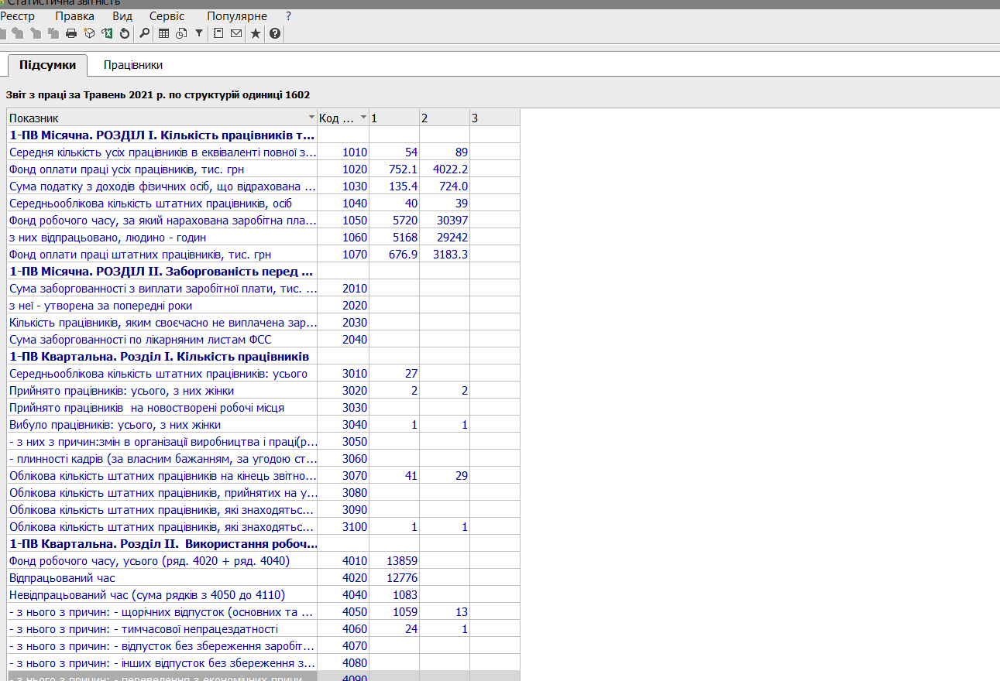 Статистична звітність
Реєстр Правка Вид Сервіс Популярне ?
Підсумки Працівники
Звіт з праці за Травень 2021 р. по структурій одиниці 1602
Показник Код ... 1 2 3
1-ПВ Місячна. РОЗДІЛ І. Кількість працівників т...
Середня кількість усіх працівників в еквіваленті повної з... 1010 54 89
Фонд оплати праці усіх працівників, тис. грн 1020 752.1 4022.2
Сума податку з доходів фізичних осіб, що відрахована ... 1030 135.4 724.0
Середньооблікова кількість штатних працівників, осіб 1040 40 39
Фонд робочого часу, за який нарахована заробітна пла... 1050 5720 30397
з них відпрацьовано, людино - годин 1060 5168 29242
Фонд оплати праці штатних працівників, тис. грн 1070 676.9 3183.3
1-ПВ Місячна. РОЗДІЛ ІІ. Заборгованість перед ...
Сума заборгованності з виплати заробітної плати, тис. ... 2010
з неї - утворена за попередні роки 2020
Кількість працівників, яким своєчасно не виплачена зар... 2030
Сума заборгованності по лікарняним листам ФСС 2040
1-ПВ Квартальна. Розділ І. Кількість працівників
Середньооблікова кількість штатних працівників: усього 3010 27
Прийнято працівників: усього, з них жінки 3020 2 2
Прийнято працівників на новостворені робочі місця 3030
Вибуло працівників: усього, з них жінки 3040 1 1
- з них з причин:змін в організації виробництва і праці(р... 3050
- плинності кадрів (за власним бажанням, за угодою ст... 3060
Облікова кількість штатних працівників на кінець звітно... 3070 41 29
Облікова кількість штатних працівників, прийнятих на у... 3080
Облікова кількість штатних працівників, які знаходятьс... 3090
Облікова кількість штатних працівників, які знаходятьс... 3100 1 1
1-ПВ Квартальна. Розділ ІІ. Використання робоч...
Фонд робочого часу, усього (ряд. 4020 + ряд. 4040) 4010 13859
Відпрацьований час 4020 12776
Невідпрацьований час (сума рядків з 4050 до 4110) 4040 1083
- з нього з причин: - щорічних відпусток (основних та ... 4050 1059 13
- з нього з причин: - тимчасової непрацездатності 4060 24 1
- з нього з причин: - відпусток без збереження заробіт... 4070
- з нього з причин: - інших відпусток без збереження з... 4080
- з нього з причин: - переведення з економічних причи... 4090